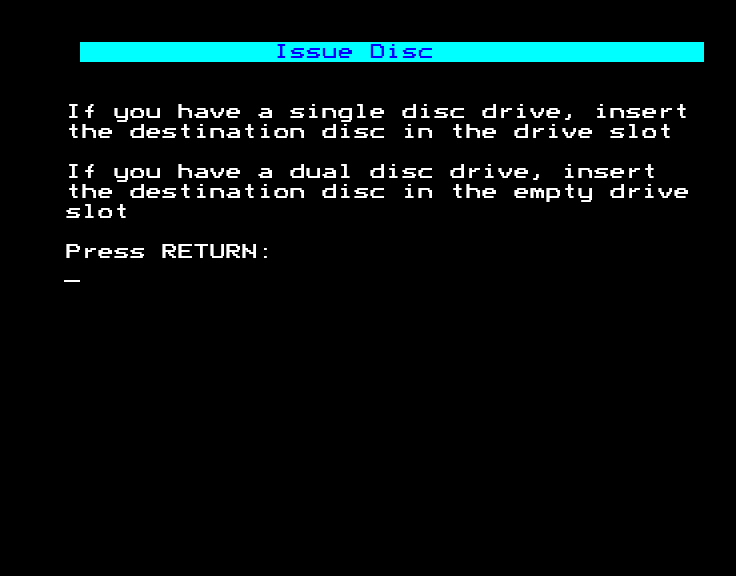 Issue Disc
If you have a single disc drive, insert
the destination disc in the drive slot
If you have a dual disc drive, insert
the destination disc in the empty drive
slot
Press RETURN:
_